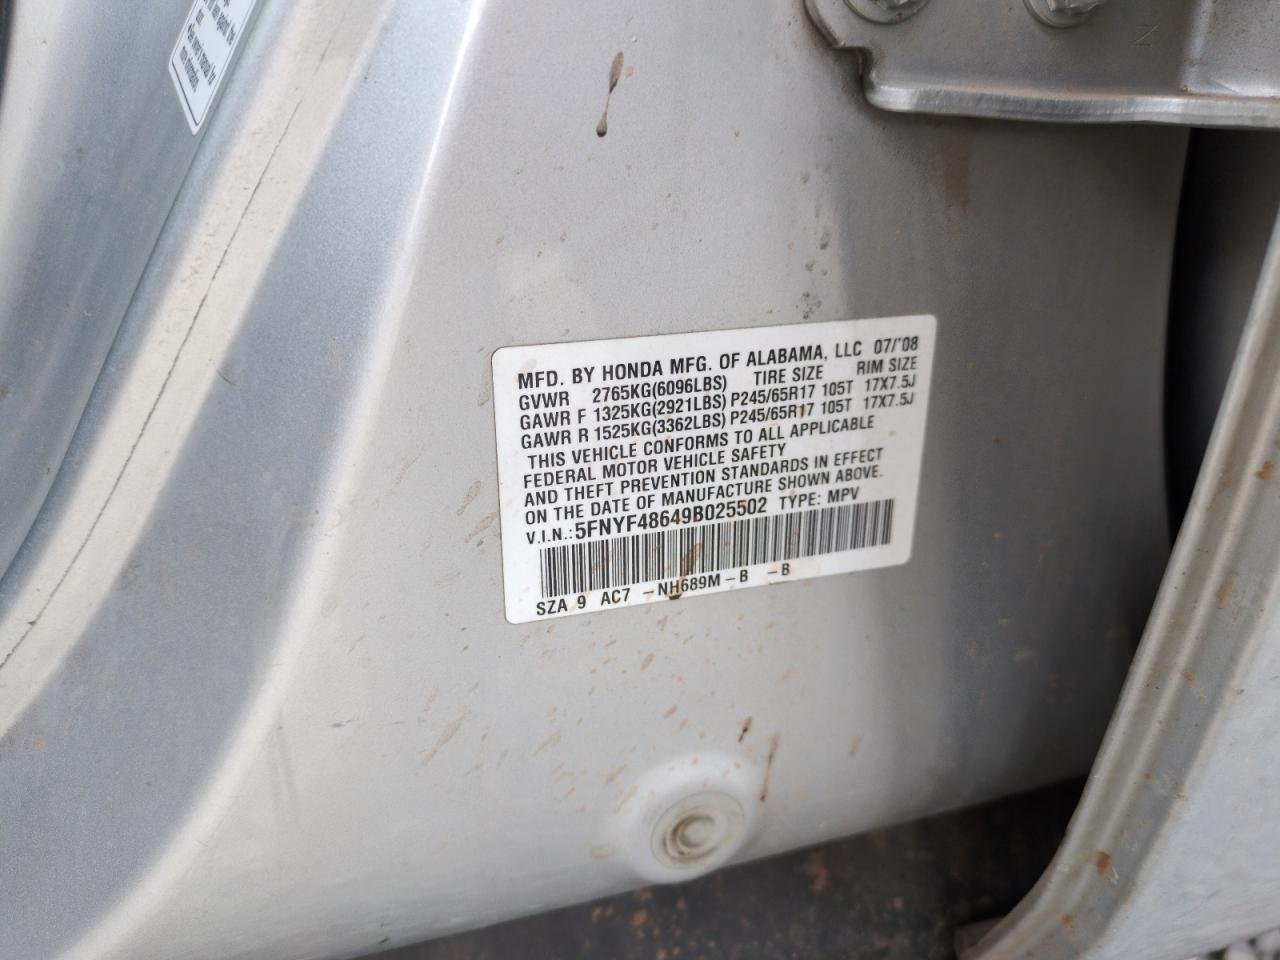 MFD. BY HONDA MFG. OF ALABAMA, LLC 07/'08
GVWR 2765KG(6096LBS) TIRE SIZE RIM SIZE
GAWR F 1325KG(2921LBS) P245/65R17 105T 17X7.5J
GAWR R 1525KG(3362LBS) P245/65R17 105T 17X7.5J
THIS VEHICLE CONFORMS TO ALL APPLICABLE
FEDERAL MOTOR VEHICLE SAFETY
AND THEFT PREVENTION STANDARDS IN EFFECT
ON THE DATE OF MANUFACTURE SHOWN ABOVE.
V.I.N.: 5FNYF48649B025502 TYPE: MPV
SZA 9 AC7 -NH689M-B -B